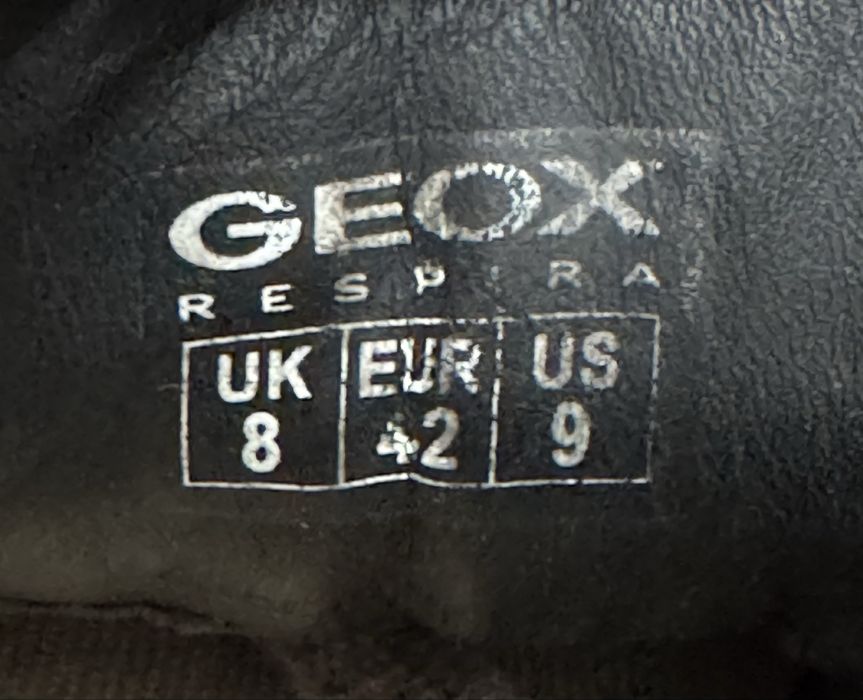 GEOX
RESPIRA
UK EUR US
8 42 9